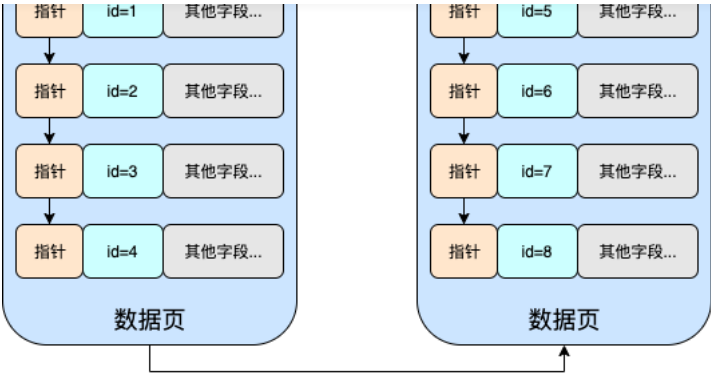 指针 id=1 其他字段...
指针 id=2 其他字段...
指针 id=3 其他字段...
指针 id=4 其他字段...
数据页
指针 id=5 其他字段...
指针 id=6 其他字段...
指针 id=7 其他字段...
指针 id=8 其他字段...
数据页